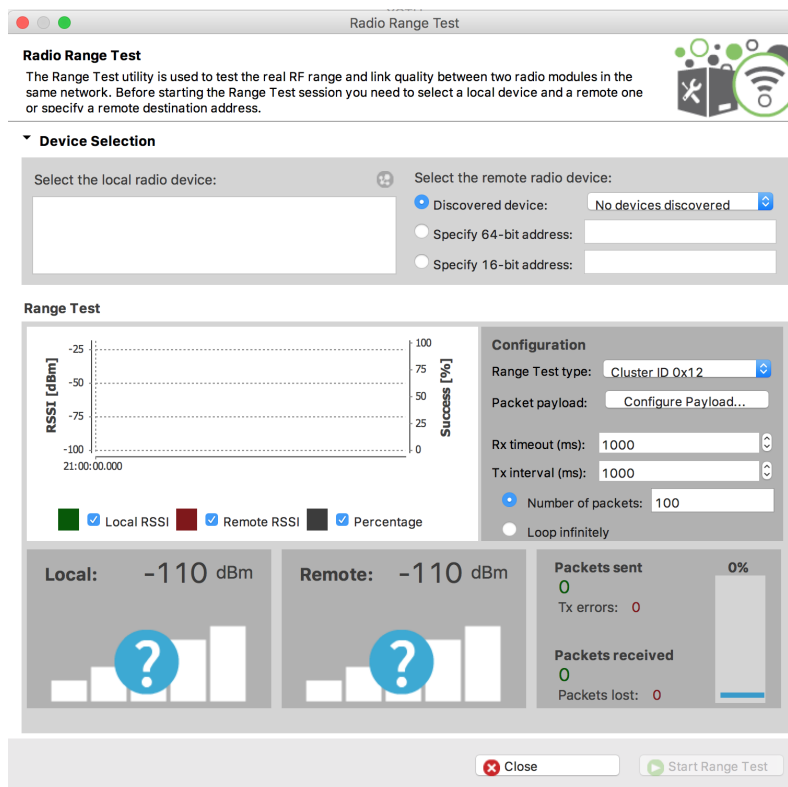 Radio Range Test
Radio Range Test
The Range Test utility is used to test the real RF range and link quality between two radio modules in the
same network. Before starting the Range Test session you need to select a local device and a remote one
or specify a remote destination address.
Device Selection
Select the local radio device:
Select the remote radio device:
Discovered device:
No devices discovered
Specify 64-bit address:
Specify 16-bit address:
Range Test
RSSI [dBm]
-25
-50
-75
-100
21:00:00.000
100
75
50
25
0
Success [%]
Local RSSI
Remote RSSI
Percentage
Configuration
Range Test type:
Cluster ID 0x12
Packet payload:
Configure Payload...
Rx timeout (ms):
1000
Tx interval (ms):
1000
Number of packets:
100
Loop infinitely
Local:
-110 dBm
?
Remote:
-110 dBm
?
Packets sent
0
Tx errors: 0
Packets received
0
Packets lost: 0
0%
Close
Start Range Test